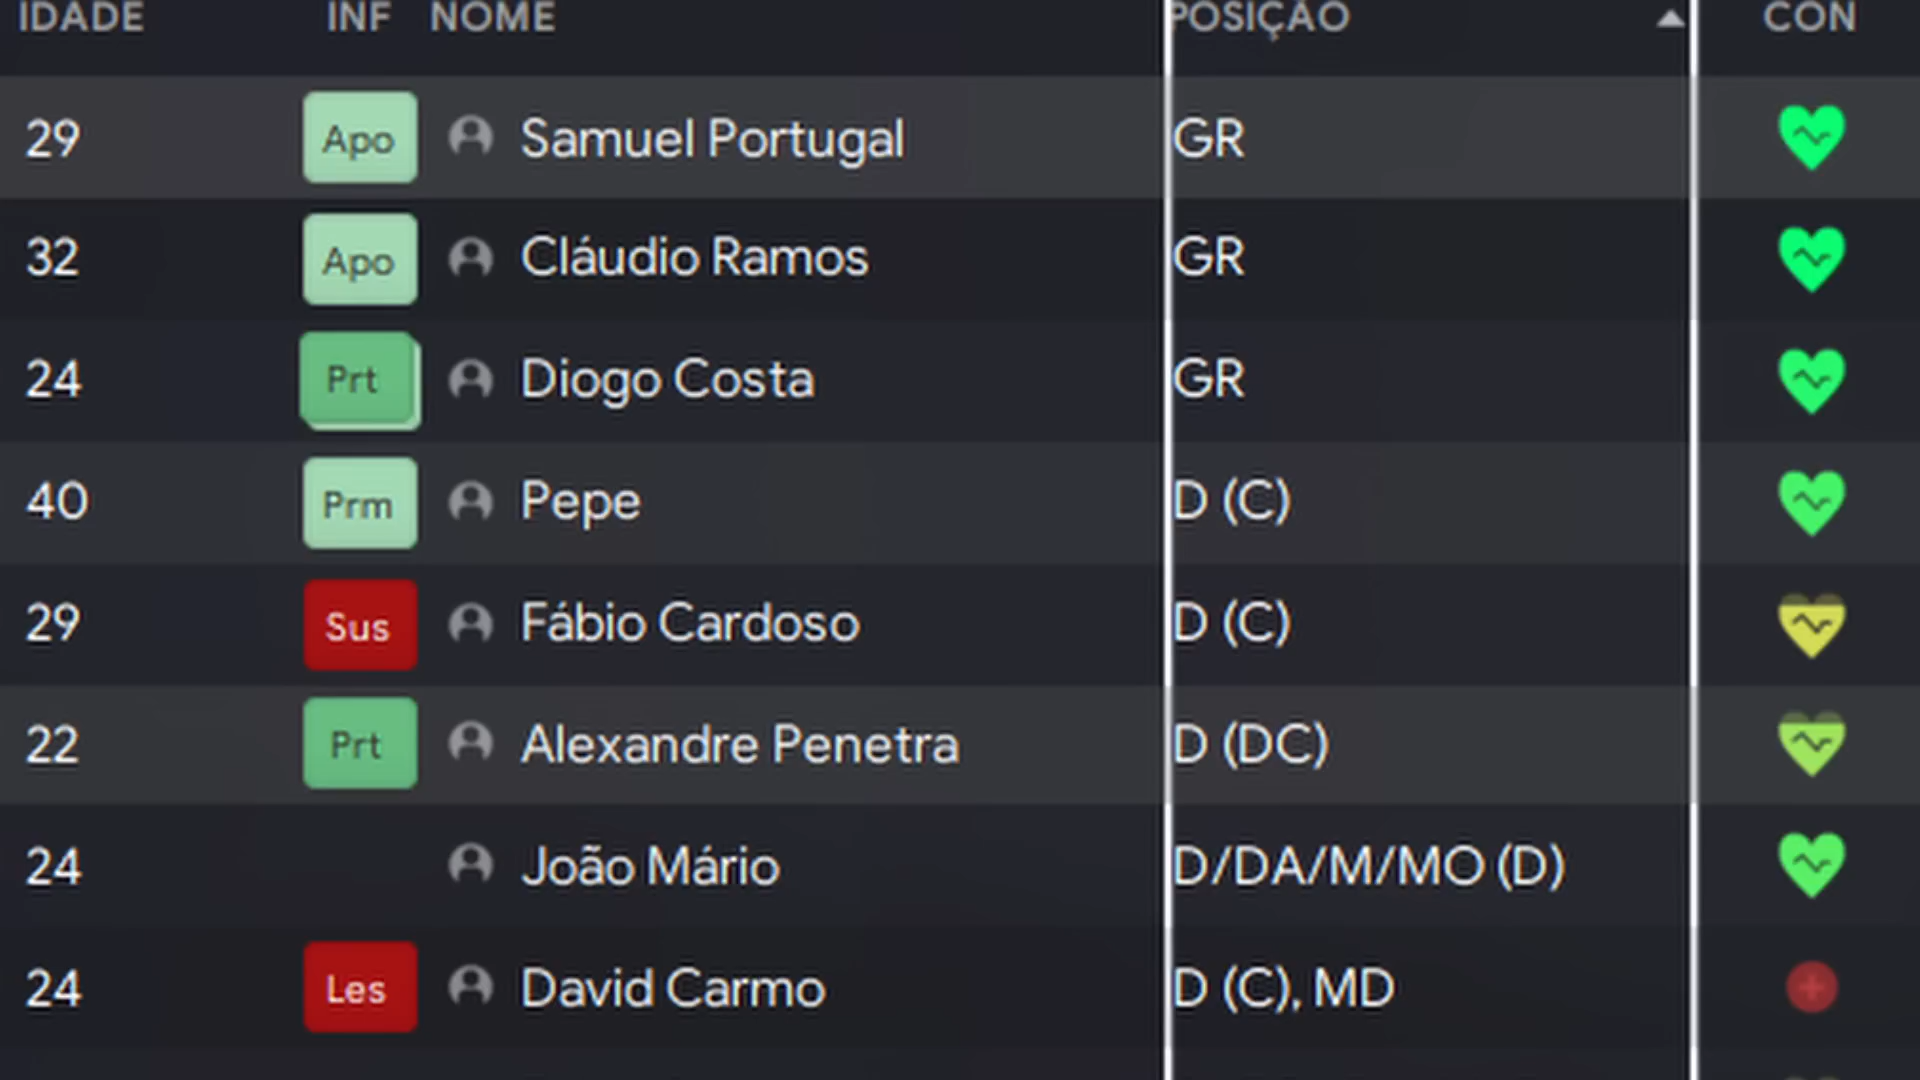 IDADE INF NOME POSIÇÃO CON
29 Apo Samuel Portugal GR
32 Apo Cláudio Ramos GR
24 Prt Diogo Costa GR
40 Prm Pepe D (C)
29 Sus Fábio Cardoso D (C)
22 Prt Alexandre Penetra D (DC)
24 João Mário D/DA/M/MO (D)
24 Les David Carmo D (C), MD